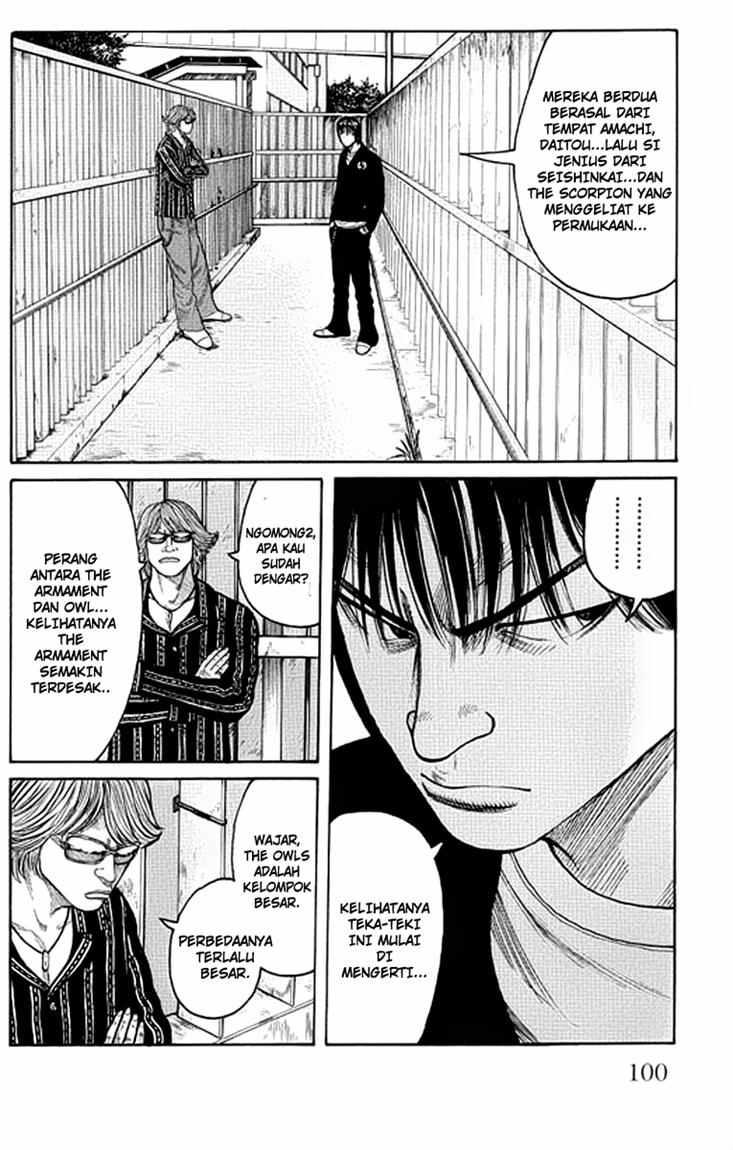 MEREKA BERDUA
BERASAL DARI
TEMPAT AMACHI,
DAITOU...LALU SI
JENIUS DARI
SEISHINKAI...DAN
THE SCORPION YANG
MENGGELIAT KE
PERMUKAAN...
........
........
KELIHATANYA
TEKA-TEKI
INI MULAI
DI
MENGERTI...
NGOMONG2,
APA KAU
SUDAH
DENGAR?
PERANG
ANTARA THE
ARMAMENT
DAN OWL...
KELIHATANYA
THE
ARMAMENT
SEMAKIN
TERDESAK..
WAJAR,
THE OWLS
ADALAH
KELOMPOK
BESAR.
PERBEDAANYA
TERLALU
BESAR.
100